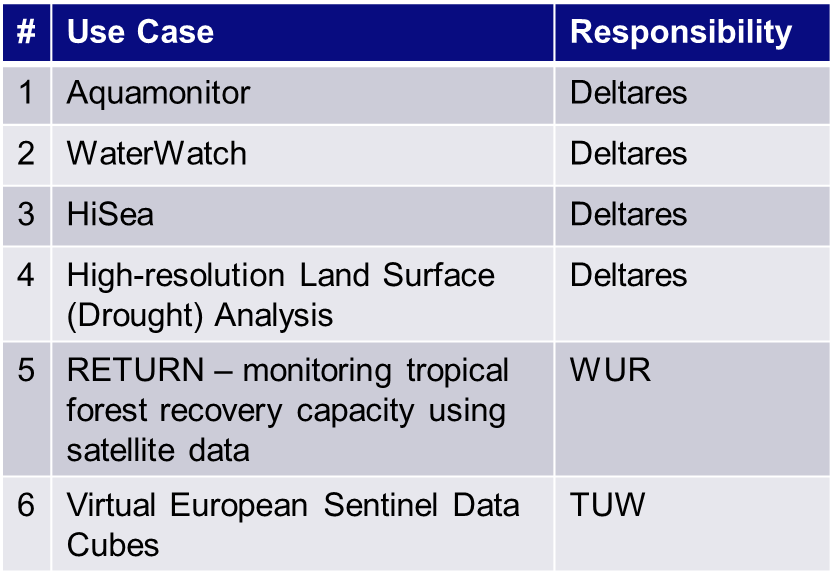 # Use Case Responsibility
1 Aquamonitor Deltares
2 WaterWatch Deltares
3 HiSea Deltares
4 High-resolution Land Surface Deltares
(Drought) Analysis
5 RETURN – monitoring tropical WUR
forest recovery capacity using
satellite data
6 Virtual European Sentinel Data TUW
Cubes